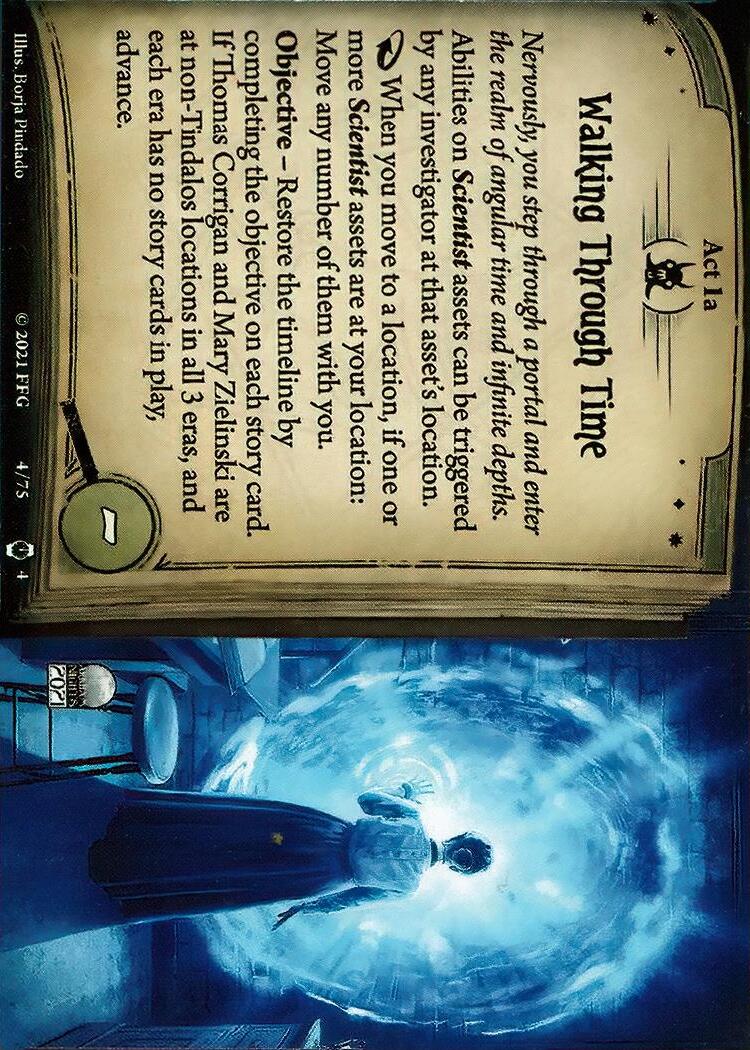 Act 1a
Walking Through Time
Nervously, you step through a portal and enter
the realm of angular time and infinite depths.
Abilities on Scientist assets can be triggered
by any investigator at that asset's location.
When you move to a location, if one or
more Scientist assets are at your location:
Move any number of them with you.
Objective – Restore the timeline by
completing the objective on each story card.
If Thomas Corrigan and Mary Zielinski are
at non-Tindalos locations in all 3 eras, and
each era has no story cards in play,
advance.
–
ARKHAM
NIGHTS
2021
Illus. Borja Pindado
© 2021 FFG
4/75
4